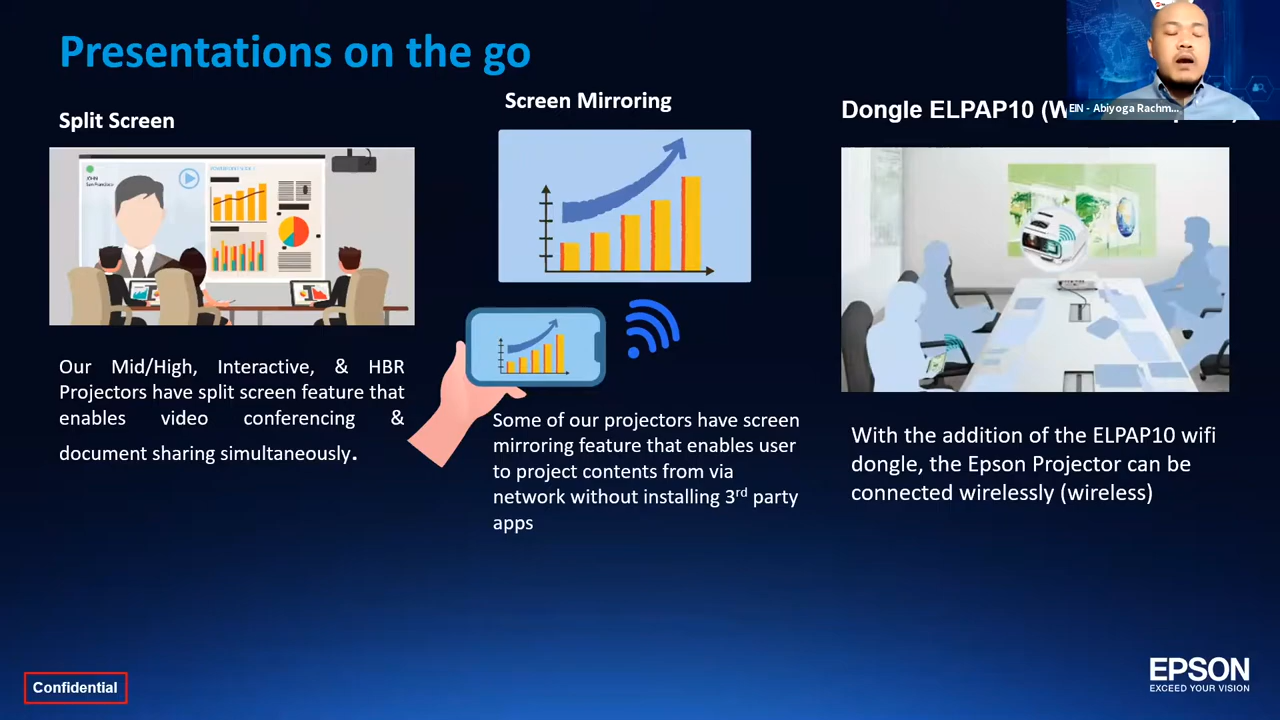 Presentations on the go
EIN - Abiyoga Rachm...
Split Screen
JOHN
San Francisco
Our Mid/High, Interactive, & HBR
Projectors have split screen feature that
enables video conferencing &
document sharing simultaneously.
Screen Mirroring
Some of our projectors have screen
mirroring feature that enables user
to project contents from via
network without installing 3rd party
apps
Dongle ELPAP10 (W
With the addition of the ELPAP10 wifi
dongle, the Epson Projector can be
connected wirelessly (wireless)
Confidential
EPSON
EXCEED YOUR VISION